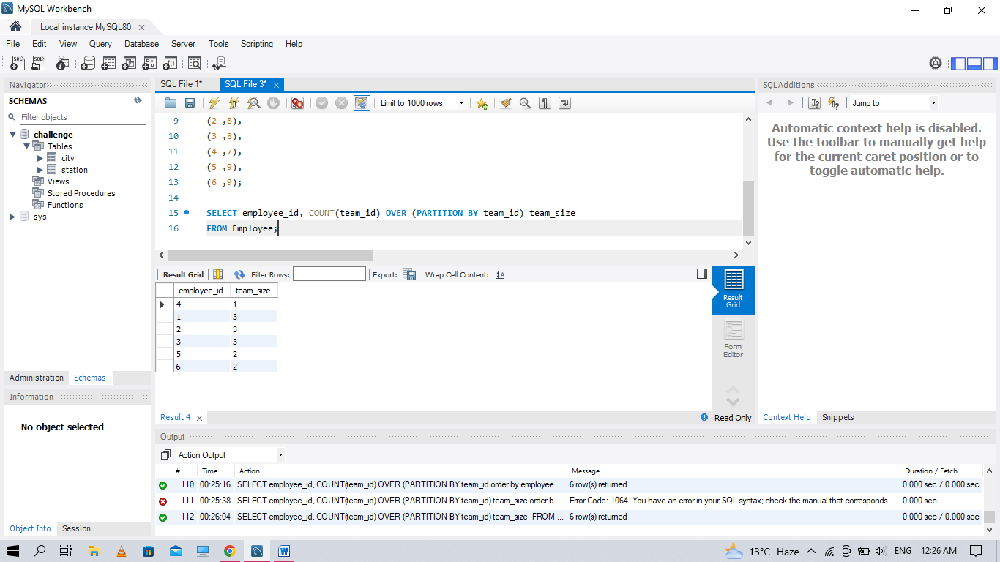 MySQL Workbench
Local instance MySQL80
File Edit View Query Database Server Tools Scripting Help
Navigator
SCHEMAS
Filter objects
challenge
Tables
city
station
Views
Stored Procedures
Functions
sys
Administration Schemas
Information
No object selected
Object Info Session
SQL File 1* SQL File 3*
Limit to 1000 rows
9 (2 ,8),
10 (3 ,8),
11 (4 ,7),
12 (5 ,9),
13 (6 ,9);
14
15 SELECT employee_id, COUNT(team_id) OVER (PARTITION BY team_id) team_size
16 FROM Employee;
Result Grid Filter Rows: Export: Wrap Cell Content:
employee_id team_size
4 1
1 3
2 3
3 3
5 2
6 2
Result Grid
Form Editor
Result 4 Read Only
SQLAdditions
Jump to
Automatic context help is disabled.
Use the toolbar to manually get help
for the current caret position or to
toggle automatic help.
Context Help Snippets
Output
Action Output
# Time Action Message Duration / Fetch
110 00:25:16 SELECT employee_id, COUNT(team_id) OVER (PARTITION BY team_id order by employee... 6 row(s) returned 0.000 sec / 0.000 sec
111 00:25:38 SELECT employee_id, COUNT(team_id) OVER (PARTITION BY team_id) team_size order b... Error Code: 1064. You have an error in your SQL syntax; check the manual that corresponds ... 0.000 sec
112 00:26:04 SELECT employee_id, COUNT(team_id) OVER (PARTITION BY team_id) team_size FROM ... 6 row(s) returned 0.000 sec / 0.000 sec
13°C Haze ENG 12:26 AM